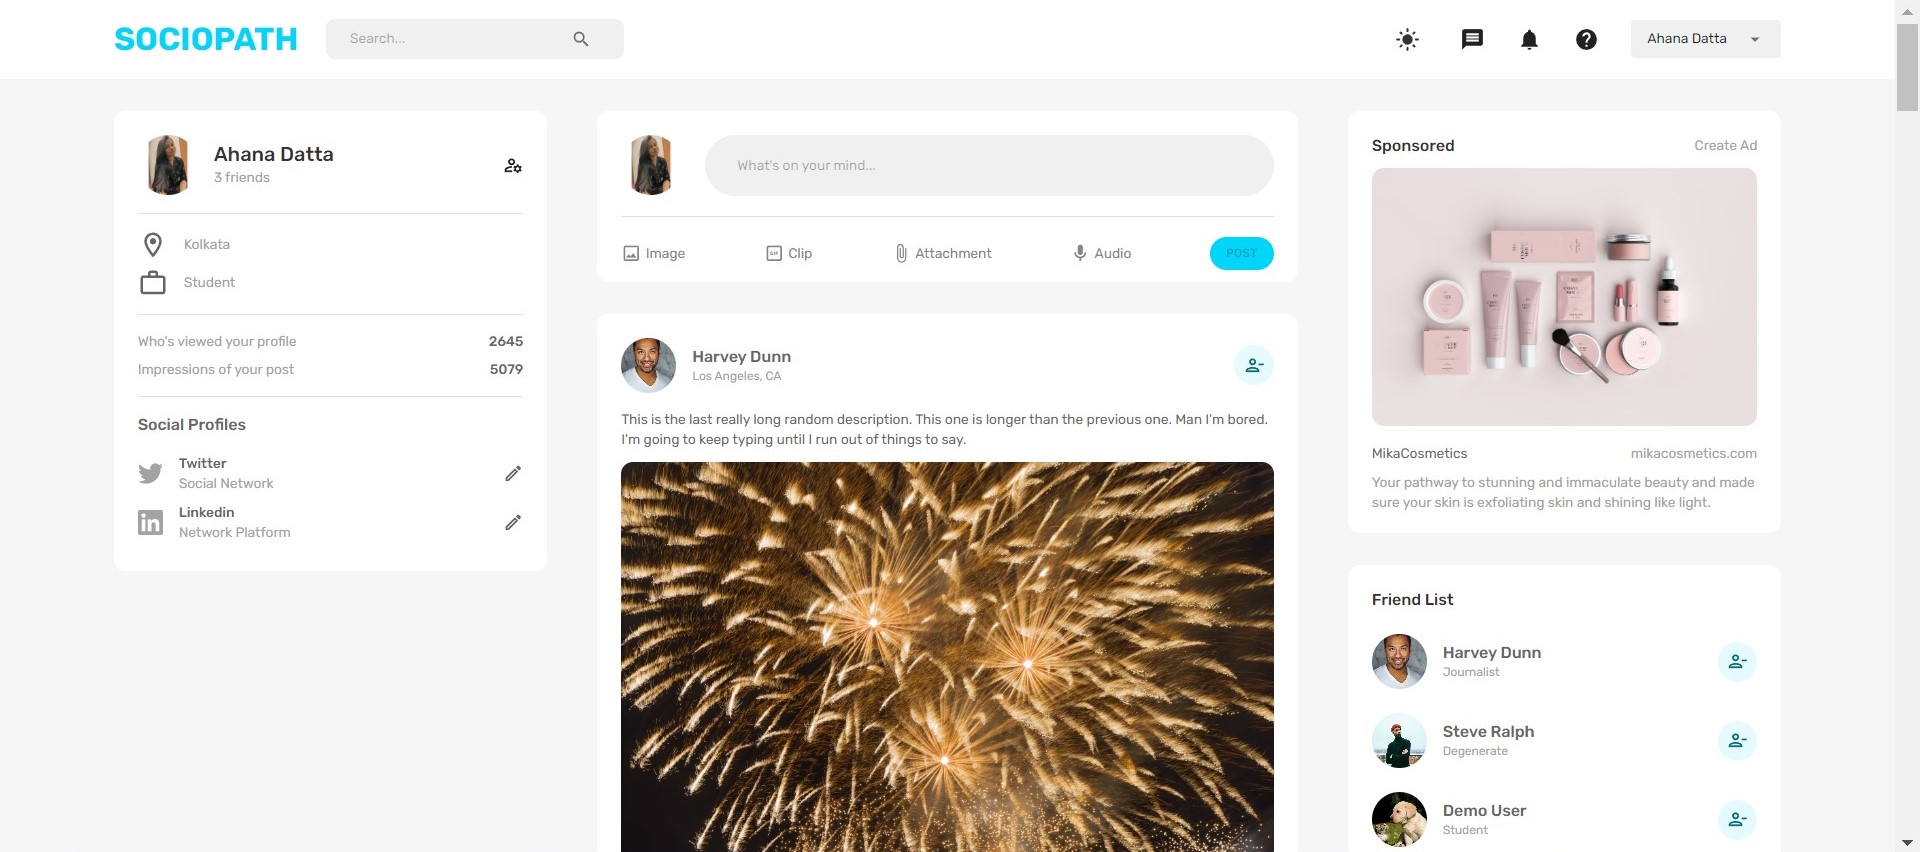 SOCIOPATH
Search...
Ahana Datta
Ahana Datta
3 friends
Kolkata
Student
Who's viewed your profile 2645
Impressions of your post 5079
Social Profiles
Twitter
Social Network
Linkedin
Network Platform
What's on your mind...
Image Clip Attachment Audio POST
Harvey Dunn
Los Angeles, CA
This is the last really long random description. This one is longer than the previous one. Man I'm bored.
I'm going to keep typing until I run out of things to say.
Sponsored Create Ad
MikaCosmetics mikacosmetics.com
Your pathway to stunning and immaculate beauty and made
sure your skin is exfoliating skin and shining like light.
Friend List
Harvey Dunn
Journalist
Steve Ralph
Degenerate
Demo User
Student